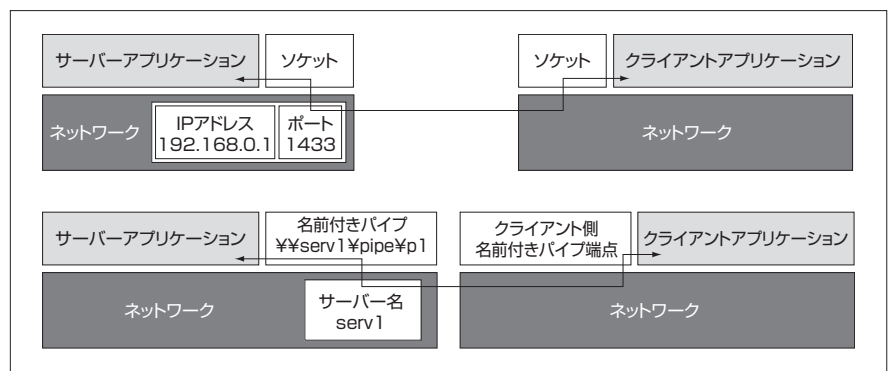 サーバーアプリケーション
ソケット
ソケット
クライアントアプリケーション
ネットワーク
IPアドレス
192.168.0.1
ポート
1433
ネットワーク
サーバーアプリケーション
名前付きパイプ
¥¥serv1¥pipe¥p1
クライアント側
名前付きパイプ端点
クライアントアプリケーション
ネットワーク
サーバー名
serv1
ネットワーク